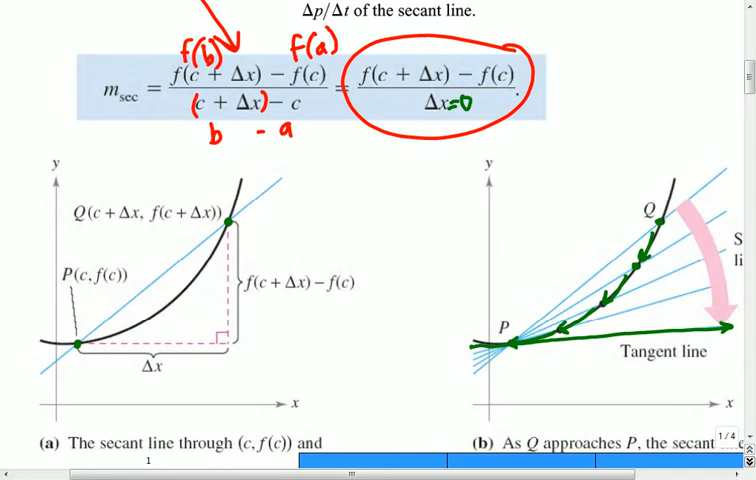 Δp/Δt of the secant line.
f(b) f(a)
m_sec = f(c + Δx) − f(c) / (c + Δx) − c = f(c + Δx) − f(c) / Δx =0 .
b - a
y
Q(c + Δx, f(c + Δx))
P(c, f(c))
f(c + Δx) − f(c)
Δx
x
(a) The secant line through (c, f(c)) and
y
Q
S
li
P
Tangent line
x
(b) As Q approaches P, the secant
1/4
1